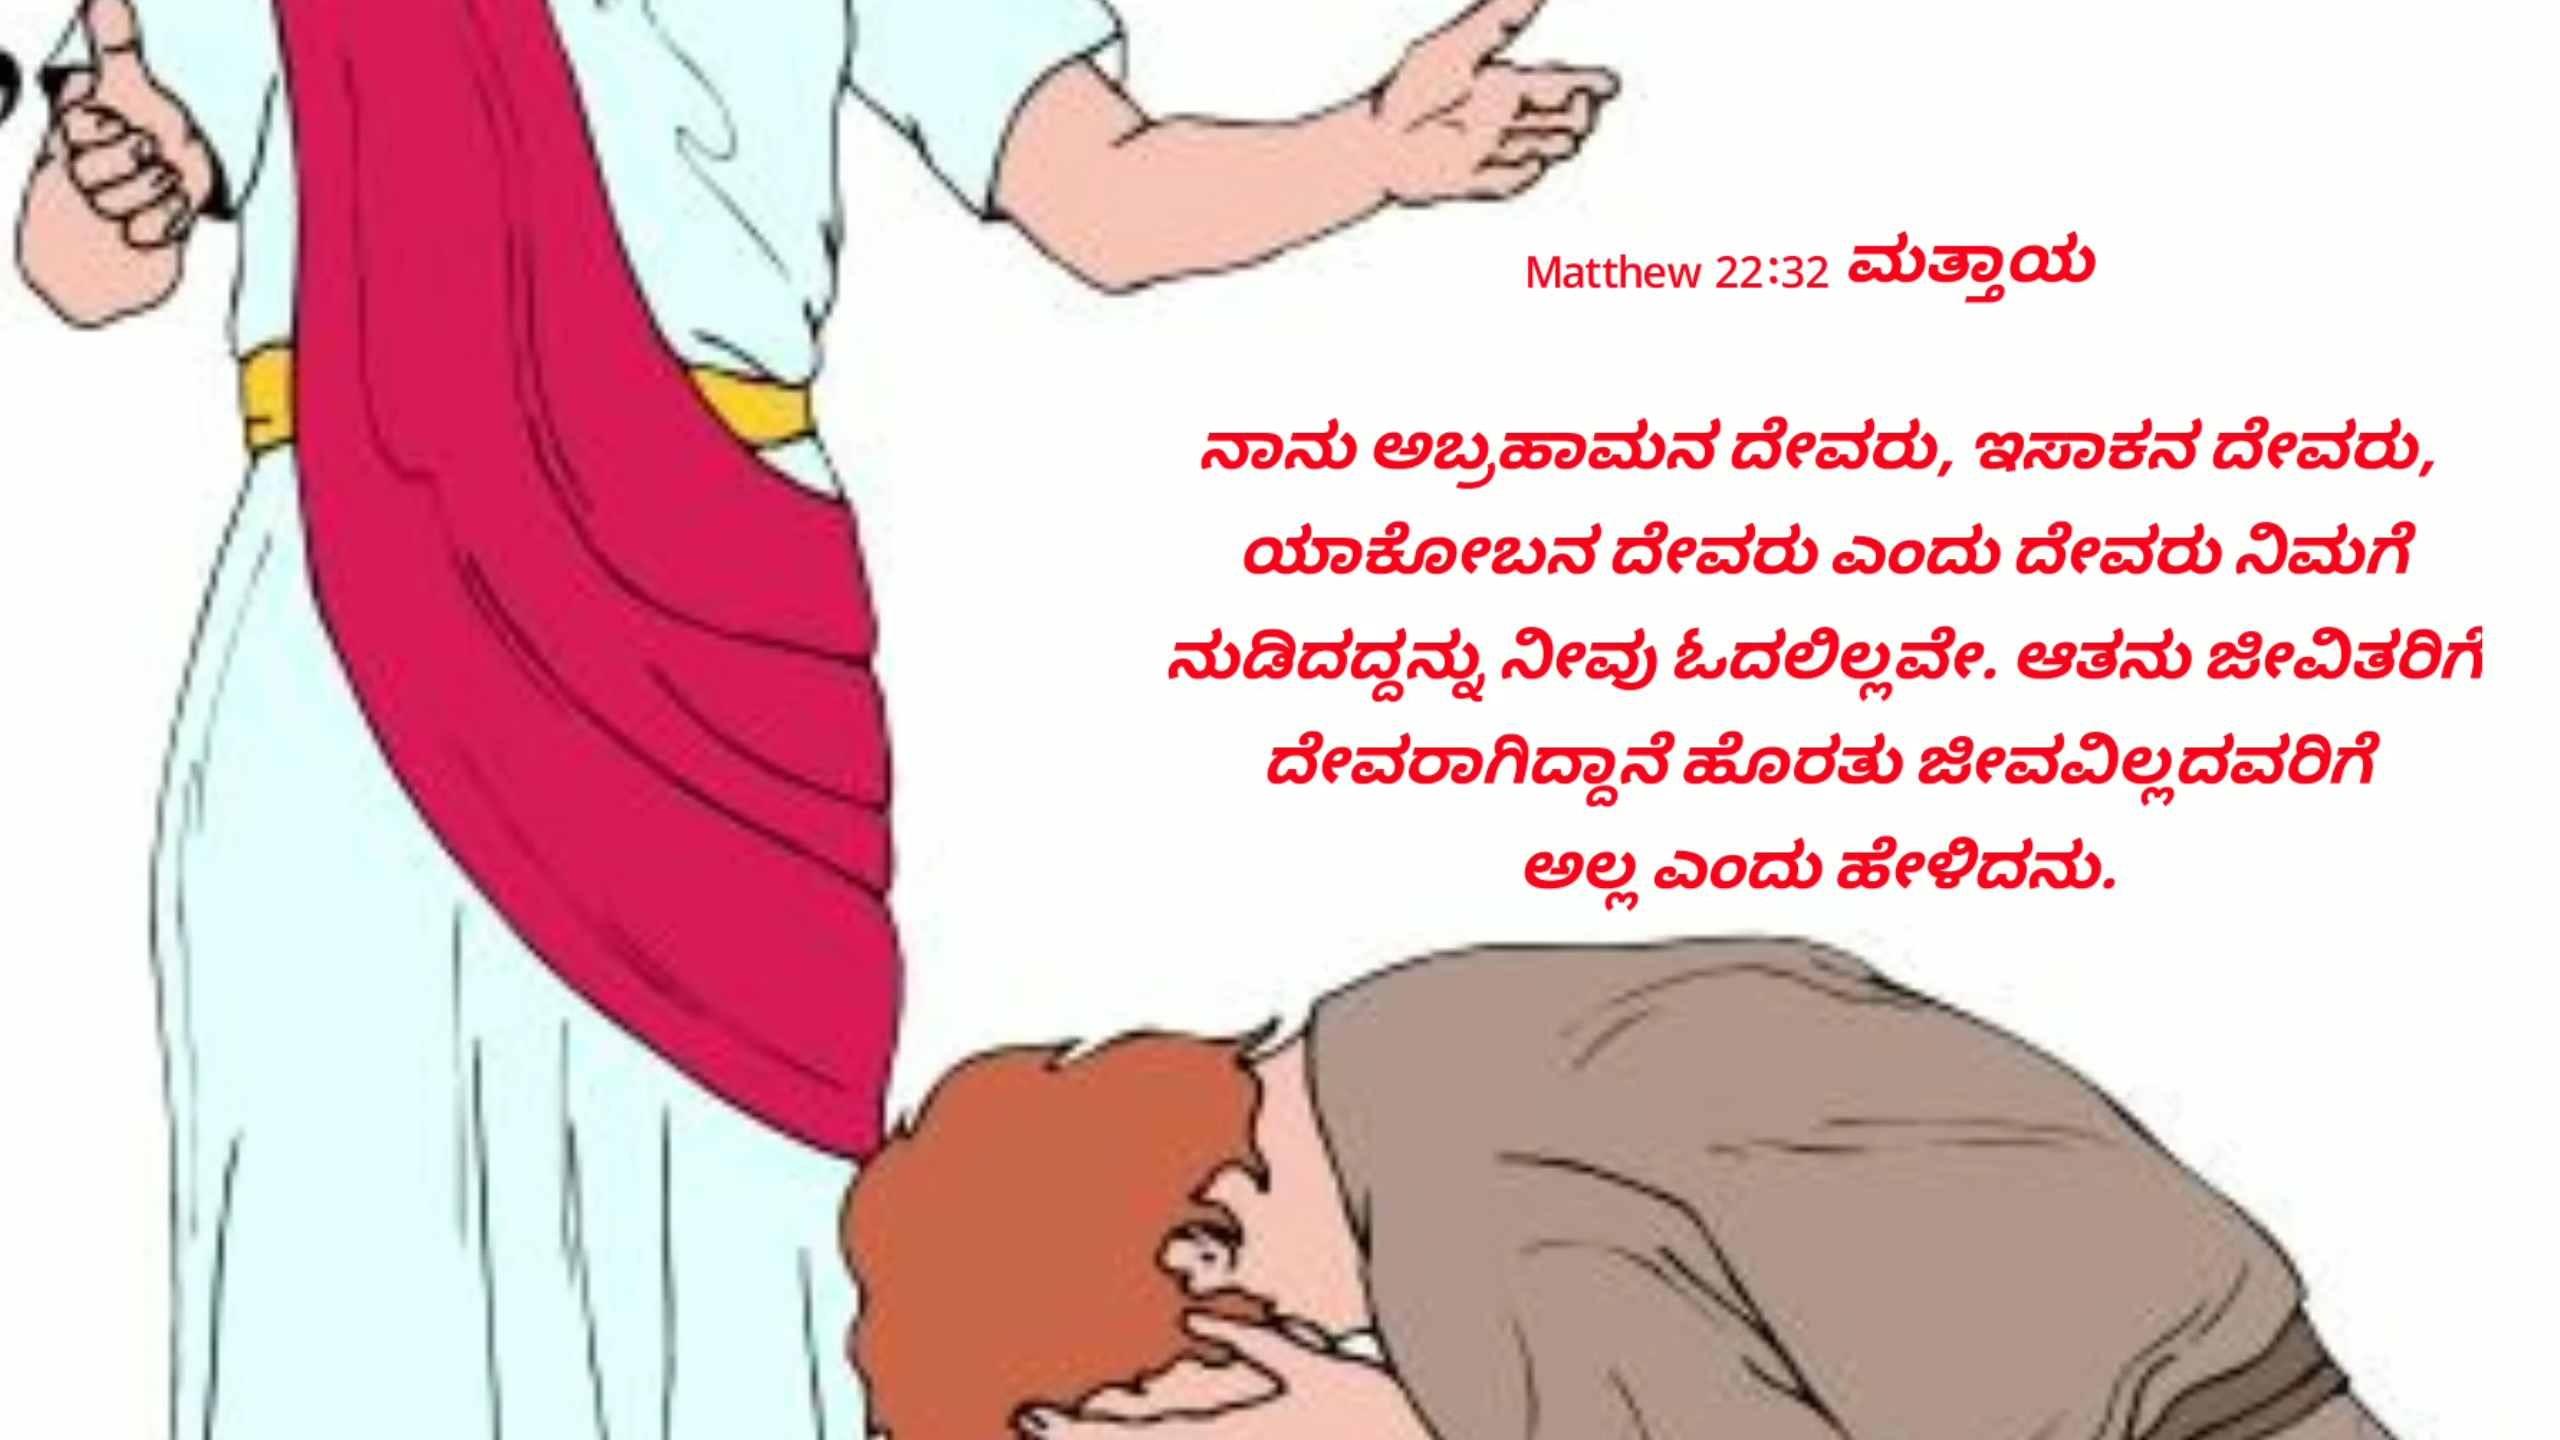 Matthew 22:32 ಮತ್ತಾಯ
ನಾನು ಅಬ್ರಹಾಮನ ದೇವರು, ಇಸಾಕನ ದೇವರು,
ಯಾಕೋಬನ ದೇವರು ಎಂದು ದೇವರು ನಿಮಗೆ
ನುಡಿದದ್ದನ್ನು ನೀವು ಓದಲಿಲ್ಲವೇ. ಆತನು ಜೀವಿತರಿಗೆ
ದೇವರಾಗಿದ್ದಾನೆ ಹೊರತು ಜೀವವಿಲ್ಲದವರಿಗೆ
ಅಲ್ಲ ಎಂದು ಹೇಳಿದನು.